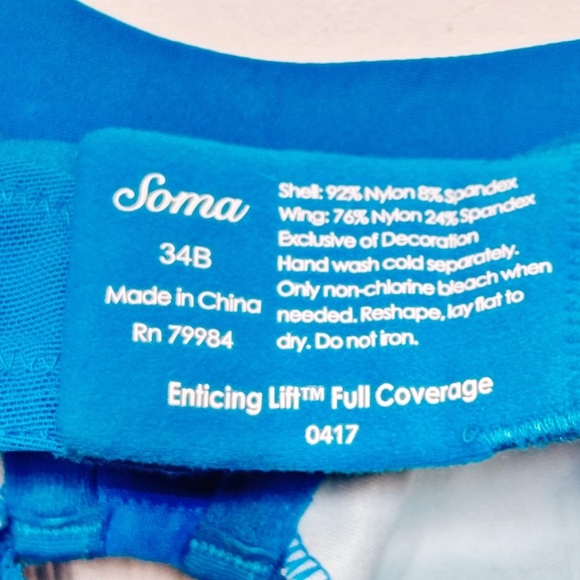 Soma
34B
Made in China
Rn 79984
Shell: 92% Nylon 8% Spandex
Wing: 76% Nylon 24% Spandex
Exclusive of Decoration
Hand wash cold separately.
Only non-chlorine bleach when
needed. Reshape, lay flat to
dry. Do not iron.
Enticing Lift™ Full Coverage
0417